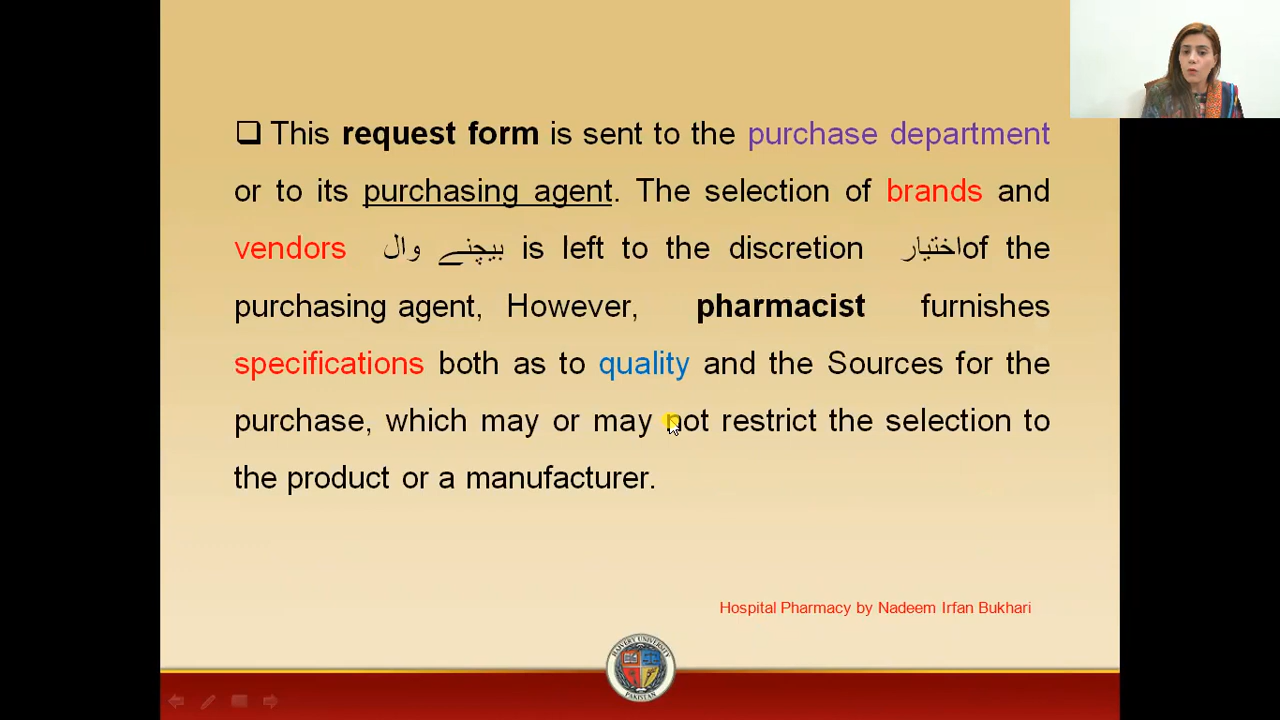 ❑ This request form is sent to the purchase department
or to its purchasing agent. The selection of brands and
vendors بیچنے وال is left to the discretion اختیار of the
purchasing agent, However, pharmacist furnishes
specifications both as to quality and the Sources for the
purchase, which may or may not restrict the selection to
the product or a manufacturer.
Hospital Pharmacy by Nadeem Irfan Bukhari
PAKISTAN